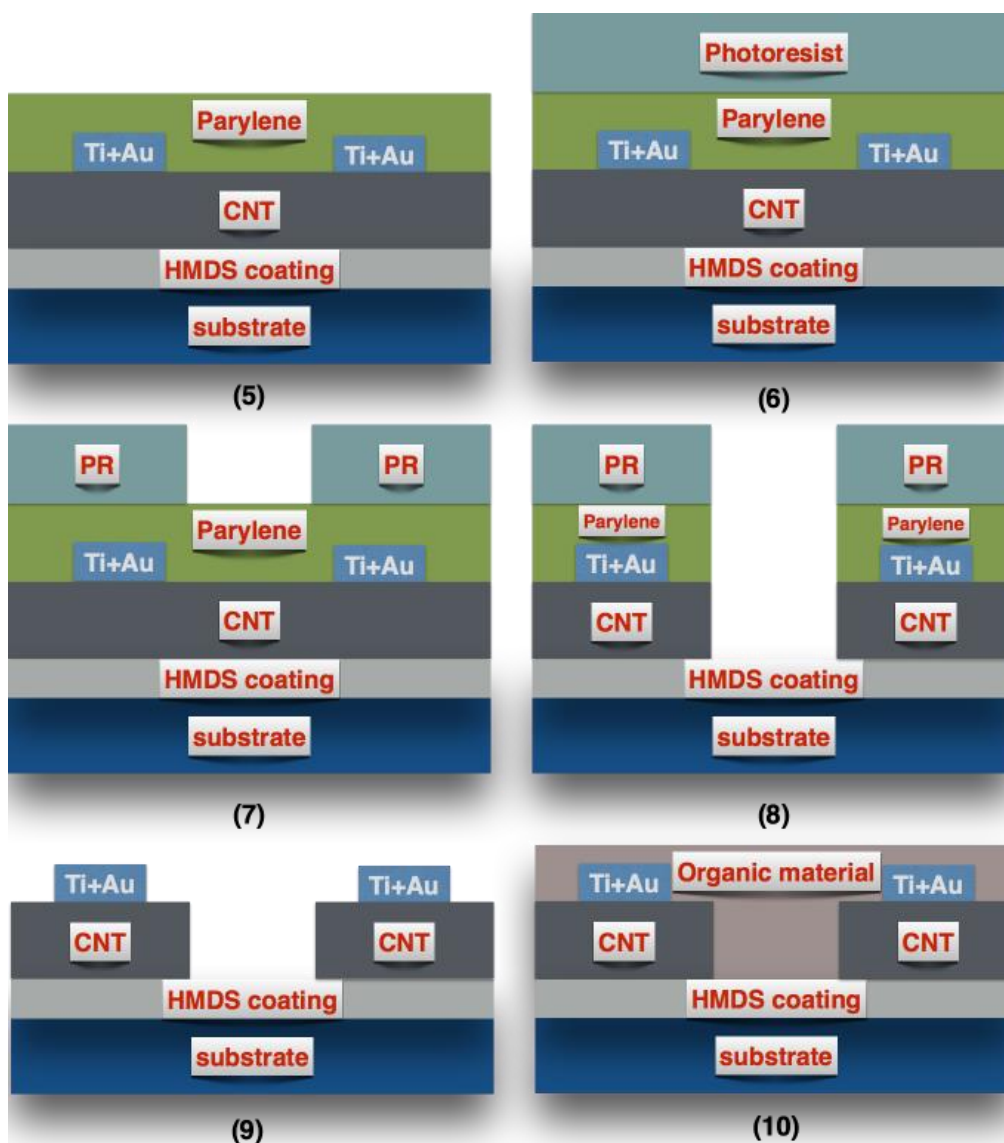 Parylene
Ti+Au Ti+Au
CNT
HMDS coating
substrate
(5)
Photoresist
Parylene
Ti+Au Ti+Au
CNT
HMDS coating
substrate
(6)
PR PR
Parylene
Ti+Au Ti+Au
CNT
HMDS coating
substrate
(7)
PR PR
Parylene Parylene
Ti+Au Ti+Au
CNT CNT
HMDS coating
substrate
(8)
Ti+Au Ti+Au
CNT CNT
HMDS coating
substrate
(9)
Ti+Au Organic material Ti+Au
CNT CNT
HMDS coating
substrate
(10)